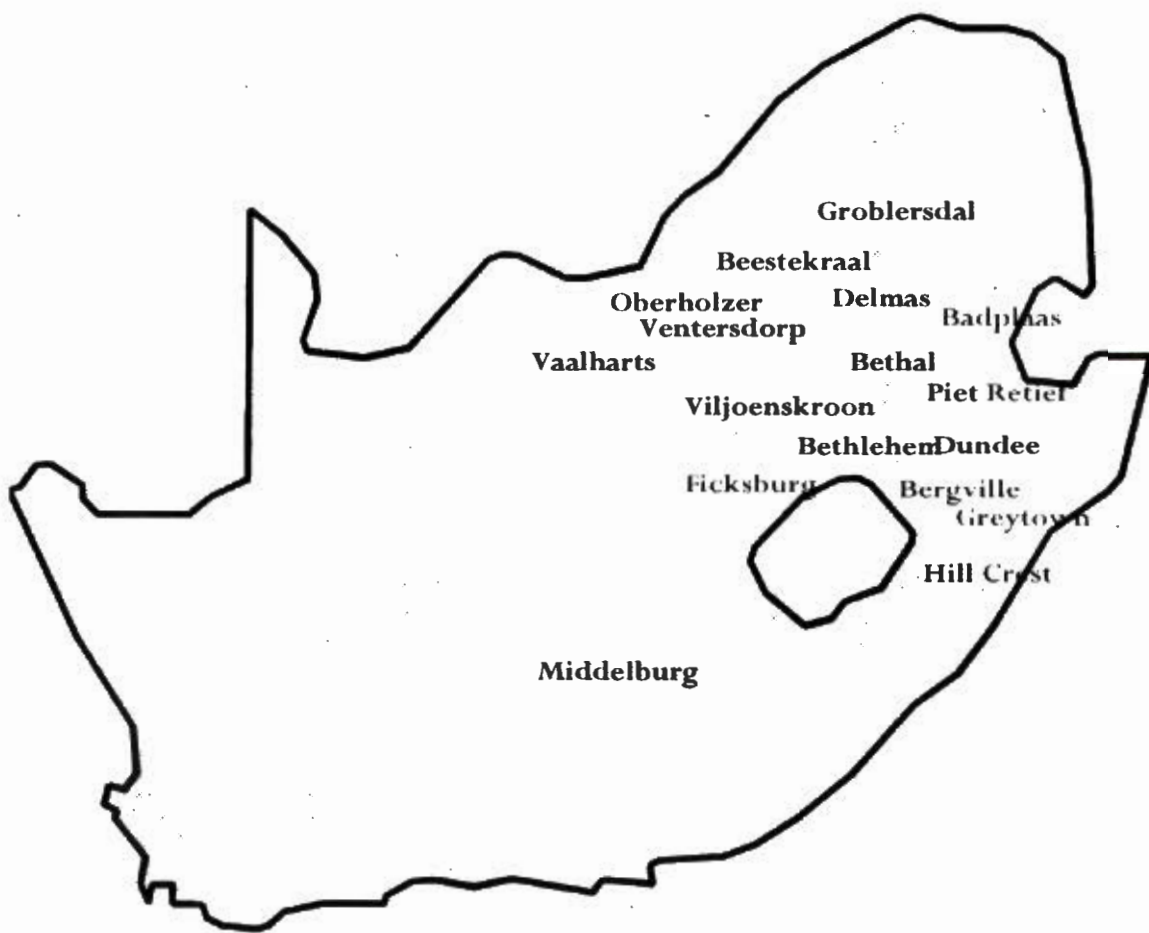 Groblersdal
Beestekraal
Oberholzer
Delmas
Badplaas
Ventersdorp
Vaalharts
Bethal
Piet Retief
Viljoenskroon
Bethlehem
Dundee
Ficksburg
Bergville
Greytown
Hill Crest
Middelburg